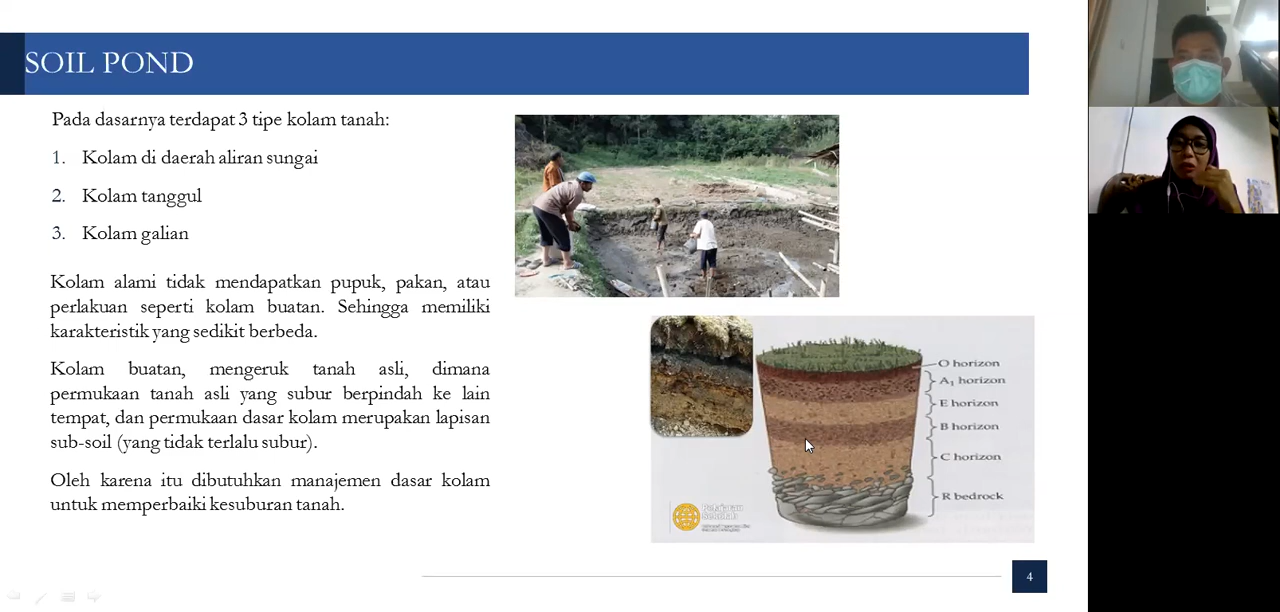 SOIL POND
Pada dasarnya terdapat 3 tipe kolam tanah:
1. Kolam di daerah aliran sungai
2. Kolam tanggul
3. Kolam galian
Kolam alami tidak mendapatkan pupuk, pakan, atau
perlakuan seperti kolam buatan. Sehingga memiliki
karakteristik yang sedikit berbeda.
Kolam buatan, mengeruk tanah asli, dimana
permukaan tanah asli yang subur berpindah ke lain
tempat, dan permukaan dasar kolam merupakan lapisan
sub-soil (yang tidak terlalu subur).
Oleh karena itu dibutuhkan manajemen dasar kolam
untuk memperbaiki kesuburan tanah.
O horizon
A₁ horizon
E horizon
B horizon
C horizon
R bedrock
Pelajaran
Sekolah
4